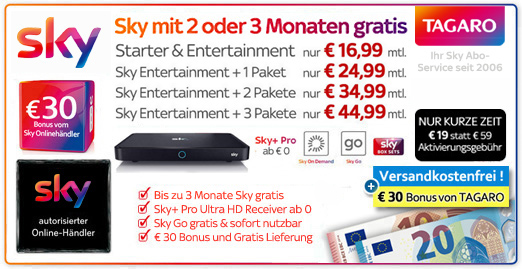 sky
Sky mit 2 oder 3 Monaten gratis
Starter & Entertainment nur € 16,99 mtl.
Sky Entertainment + 1 Paket nur € 24,99 mtl.
Sky Entertainment + 2 Pakete nur € 34,99 mtl.
Sky Entertainment + 3 Pakete nur € 44,99 mtl.
TAGARO
Ihr Sky Abo-
Service seit 2006
€30
Bonus vom
Sky Onlinehändler
sky
autorisierter
Online-Händler
sky
Sky+ Pro
ab € 0
Sky On Demand
go
Sky Go
sky
BOX SETS
NUR KURZE ZEIT
€ 19 statt € 59
Aktivierungsgebühr
Bis zu 3 Monate Sky gratis
Sky+ Pro Ultra HD Receiver ab 0
Sky Go gratis & sofort nutzbar
€ 30 Bonus und Gratis Lieferung
Versandkostenfrei !
+ € 30 Bonus von TAGARO
10
20